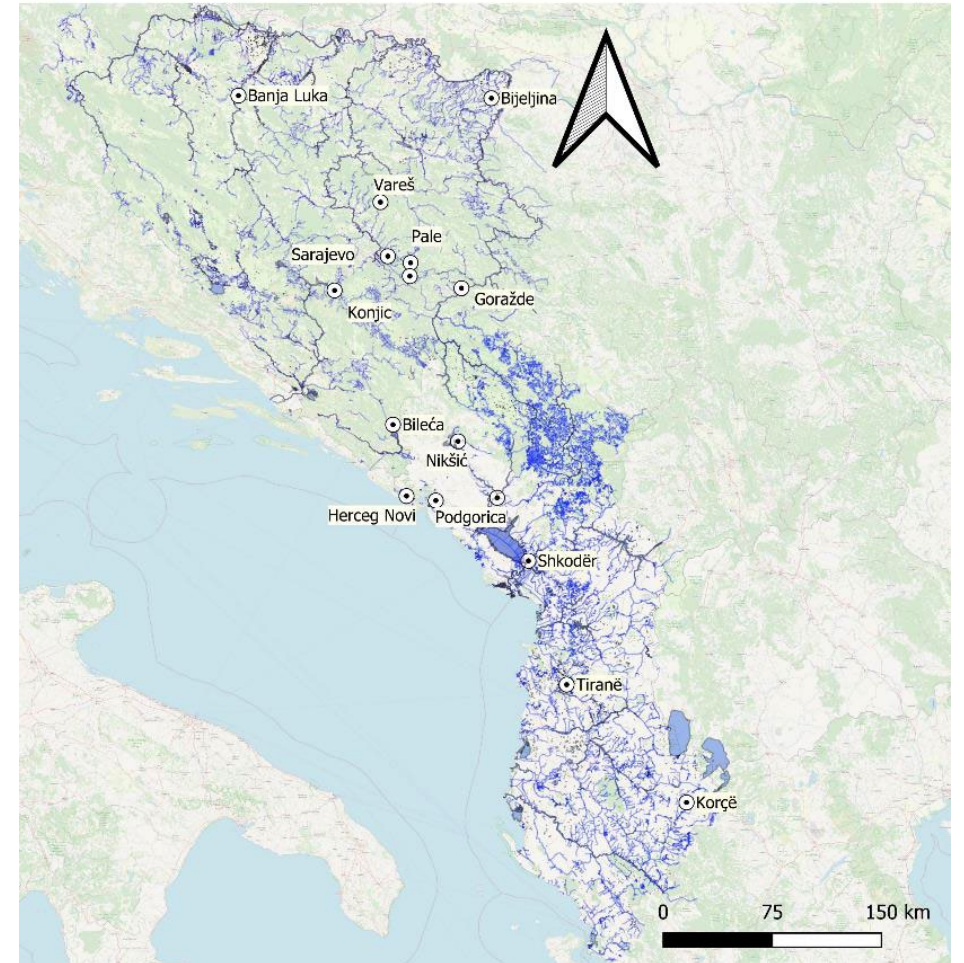 Banja Luka
Bijeljina
Vareš
Pale
Sarajevo
Goražde
Konjic
Bileća
Nikšić
Herceg Novi
Podgorica
Shkodër
Tiranë
Korçë
0 75 150 km